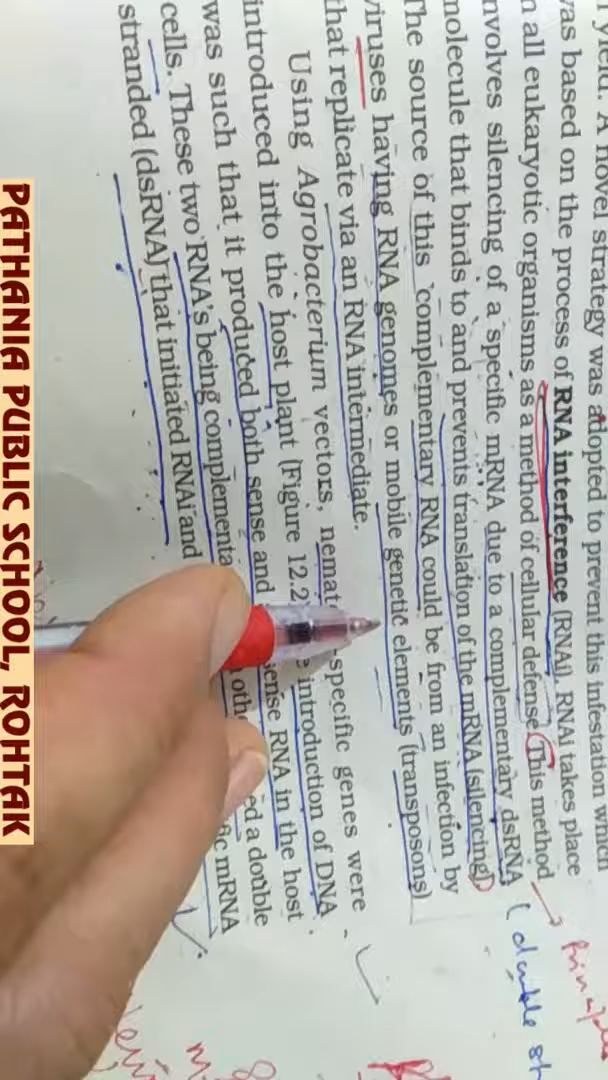 yield. A novel strategy was adopted to prevent this infestation which
was based on the process of RNA interference (RNAi). RNAi takes place
in all eukaryotic organisms as a method of cellular defense. This method
involves silencing of a specific mRNA due to a complementary dsRNA
molecule that binds to and prevents translation of the mRNA (silencing).
The source of this complementary RNA could be from an infection by
viruses having RNA genomes or mobile genetic elements (transposons)
that replicate via an RNA intermediate.
Using Agrobacterium vectors, specific genes were
introduced into the host plant (Figure 12.2 introduction of DNA
was such that it produced both sense and RNA in the host
cells. These two RNA's being a double
stranded (dsRNA) that initiated RNAi and mRNA
(double
PATHANIA PUBLIC SCHOOL, ROHTAK